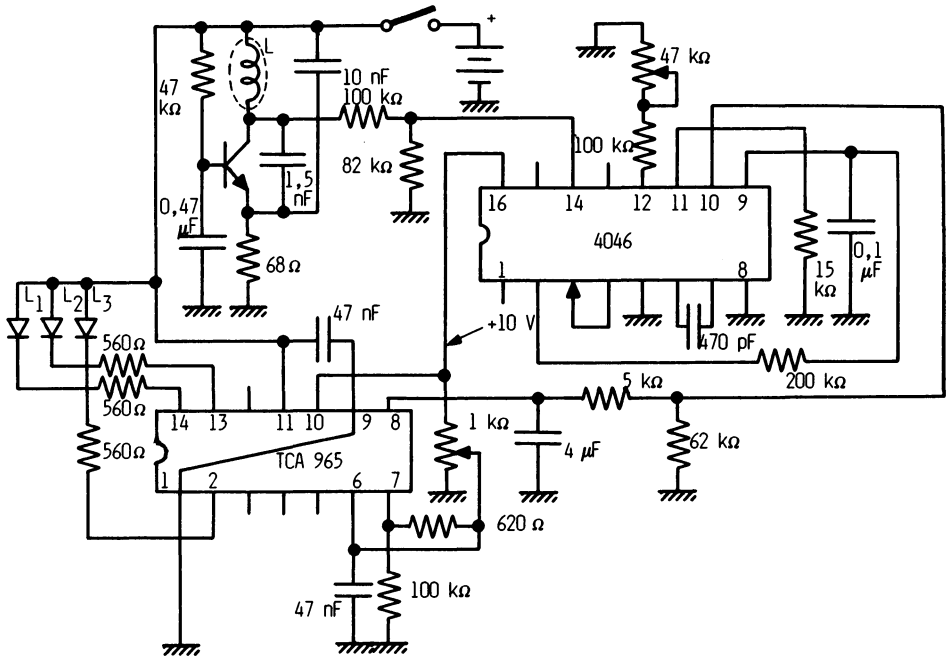 +
47 kΩ
L
10 nF
100 kΩ
47 kΩ
1,5 nF
82 kΩ
100 kΩ
0,47 µF
68 Ω
16 14 12 11 10 9
4046
1 8
15 kΩ
0,1 µF
470 pF
200 kΩ
+10 V
47 nF
L1 L2 L3
560 Ω
560 Ω
560 Ω
14 13 11 10 9 8
TCA 965
1 2 6 7
5 kΩ
1 kΩ
4 µF
62 kΩ
620 Ω
47 nF
100 kΩ